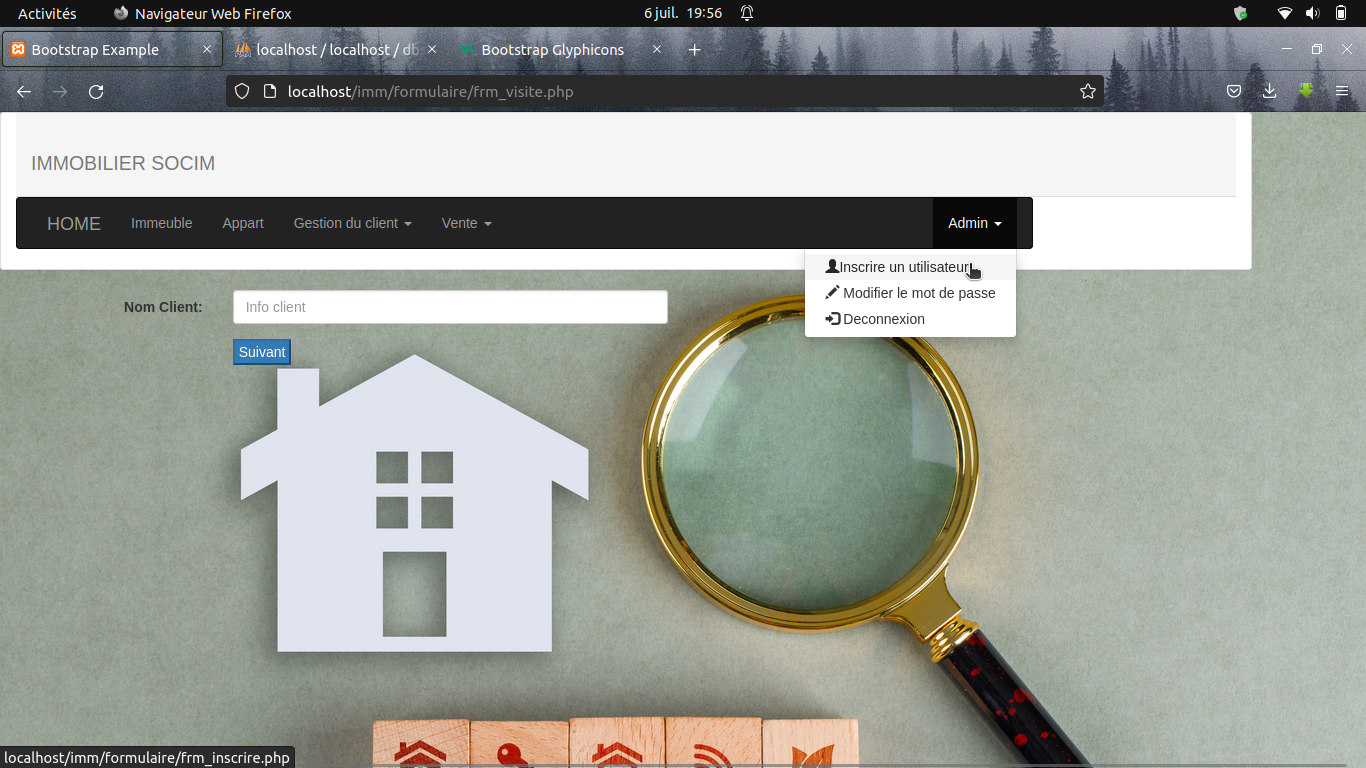 Activités Navigateur Web Firefox 6 juil. 19:56
Bootstrap Example localhost / localhost / db Bootstrap Glyphicons
localhost/imm/formulaire/frm_visite.php
IMMOBILIER SOCIM
HOME Immeuble Appart Gestion du client Vente Admin
Inscrire un utilisateur
Modifier le mot de passe
Deconnexion
Nom Client: Info client
Suivant
localhost/imm/formulaire/frm_inscrire.php